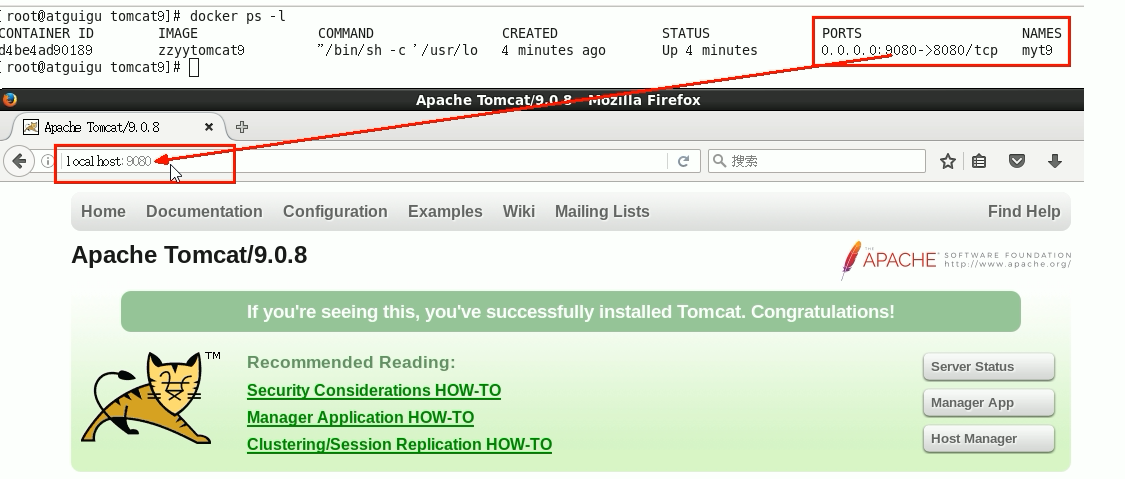 [root@atguigu tomcat9]# docker ps -l
CONTAINER ID IMAGE COMMAND CREATED STATUS PORTS NAMES
d4be4ad90189 zzyytomcat9 "/bin/sh -c '/usr/lo 4 minutes ago Up 4 minutes 0.0.0.0:9080->8080/tcp myt9
[root@atguigu tomcat9]#
Apache Tomcat/9.0.8 - Mozilla Firefox
Apache Tomcat/9.0.8
localhost:9080 搜索
Home Documentation Configuration Examples Wiki Mailing Lists Find Help
Apache Tomcat/9.0.8
THE
APACHE® SOFTWARE FOUNDATION
http://www.apache.org/
If you're seeing this, you've successfully installed Tomcat. Congratulations!
TM
Recommended Reading:
Security Considerations HOW-TO
Manager Application HOW-TO
Clustering/Session Replication HOW-TO
Server Status
Manager App
Host Manager